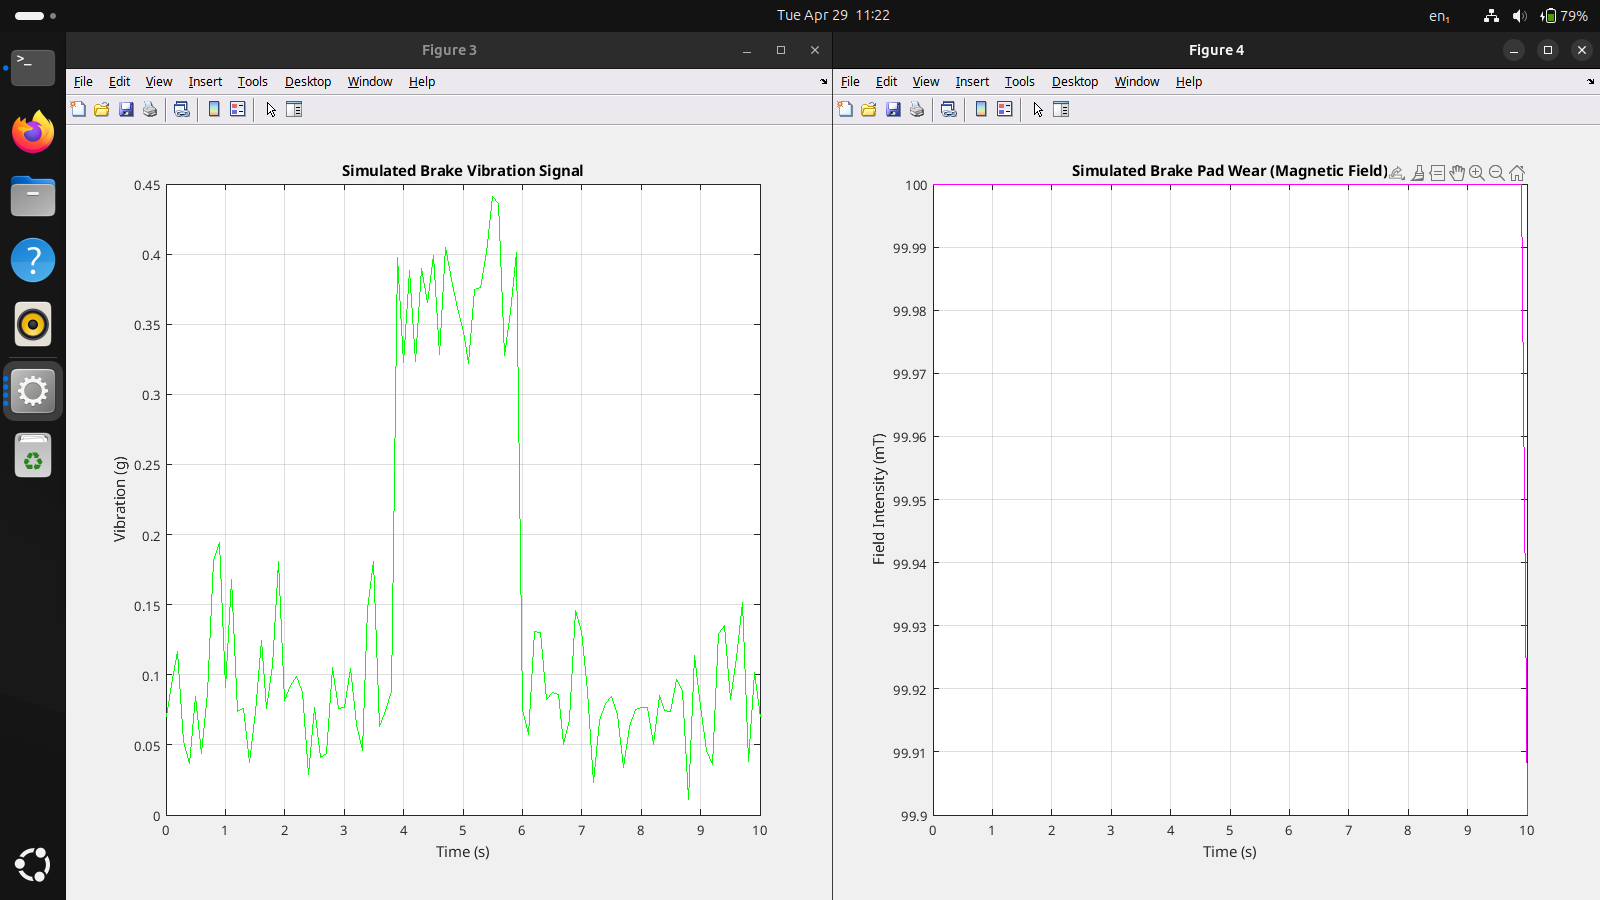 Tue Apr 29 11:22
en₁
79%
Figure 3
File Edit View Insert Tools Desktop Window Help
Simulated Brake Vibration Signal
0.45
0.4
0.35
0.3
0.25
0.2
0.15
0.1
0.05
0
Vibration (g)
0 1 2 3 4 5 6 7 8 9 10
Time (s)
Figure 4
File Edit View Insert Tools Desktop Window Help
Simulated Brake Pad Wear (Magnetic Field)
100
99.99
99.98
99.97
99.96
99.95
99.94
99.93
99.92
99.91
99.9
Field Intensity (mT)
0 1 2 3 4 5 6 7 8 9 10
Time (s)